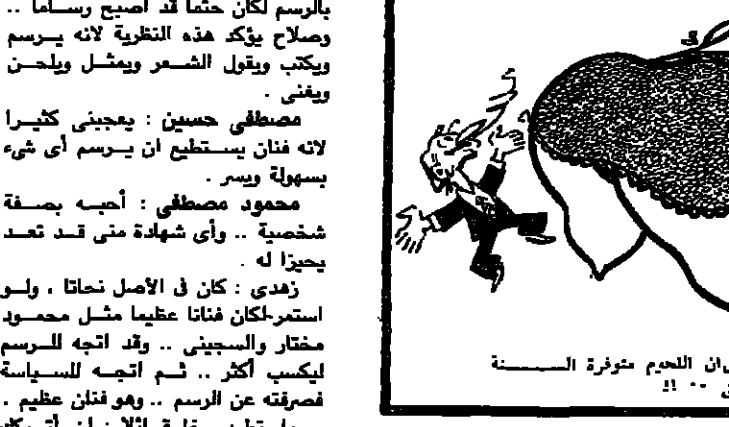 بالرسم لكان حتما قد أصبح رساما ..
وصلاح يؤكد هذه النظرية لانه يرسم
ويكتب ويقول الشعر ويمثل ويلحن
ويغنى .
مصطفى حسين : يعجبنى كثيرا
لانه فنان يستطيع ان يرسم أى شىء
بسهولة ويسر .
محمود مصطفى : أحبه بصفة
شخصية .. وأى شهادة منى قد تعد
تحيزا له .
زهدى : كان فى الأصل نحاتا ، ولو
استمر لكان فنانا عظيما مثل محمود
مختار والسجينى .. وقد اتجه للرسم
ليكسب أكثر .. ثم اتجه للسياسة
فصرفته عن الرسم .. وهو فنان عظيم .
ان اللحوم متوفرة السنة
!!